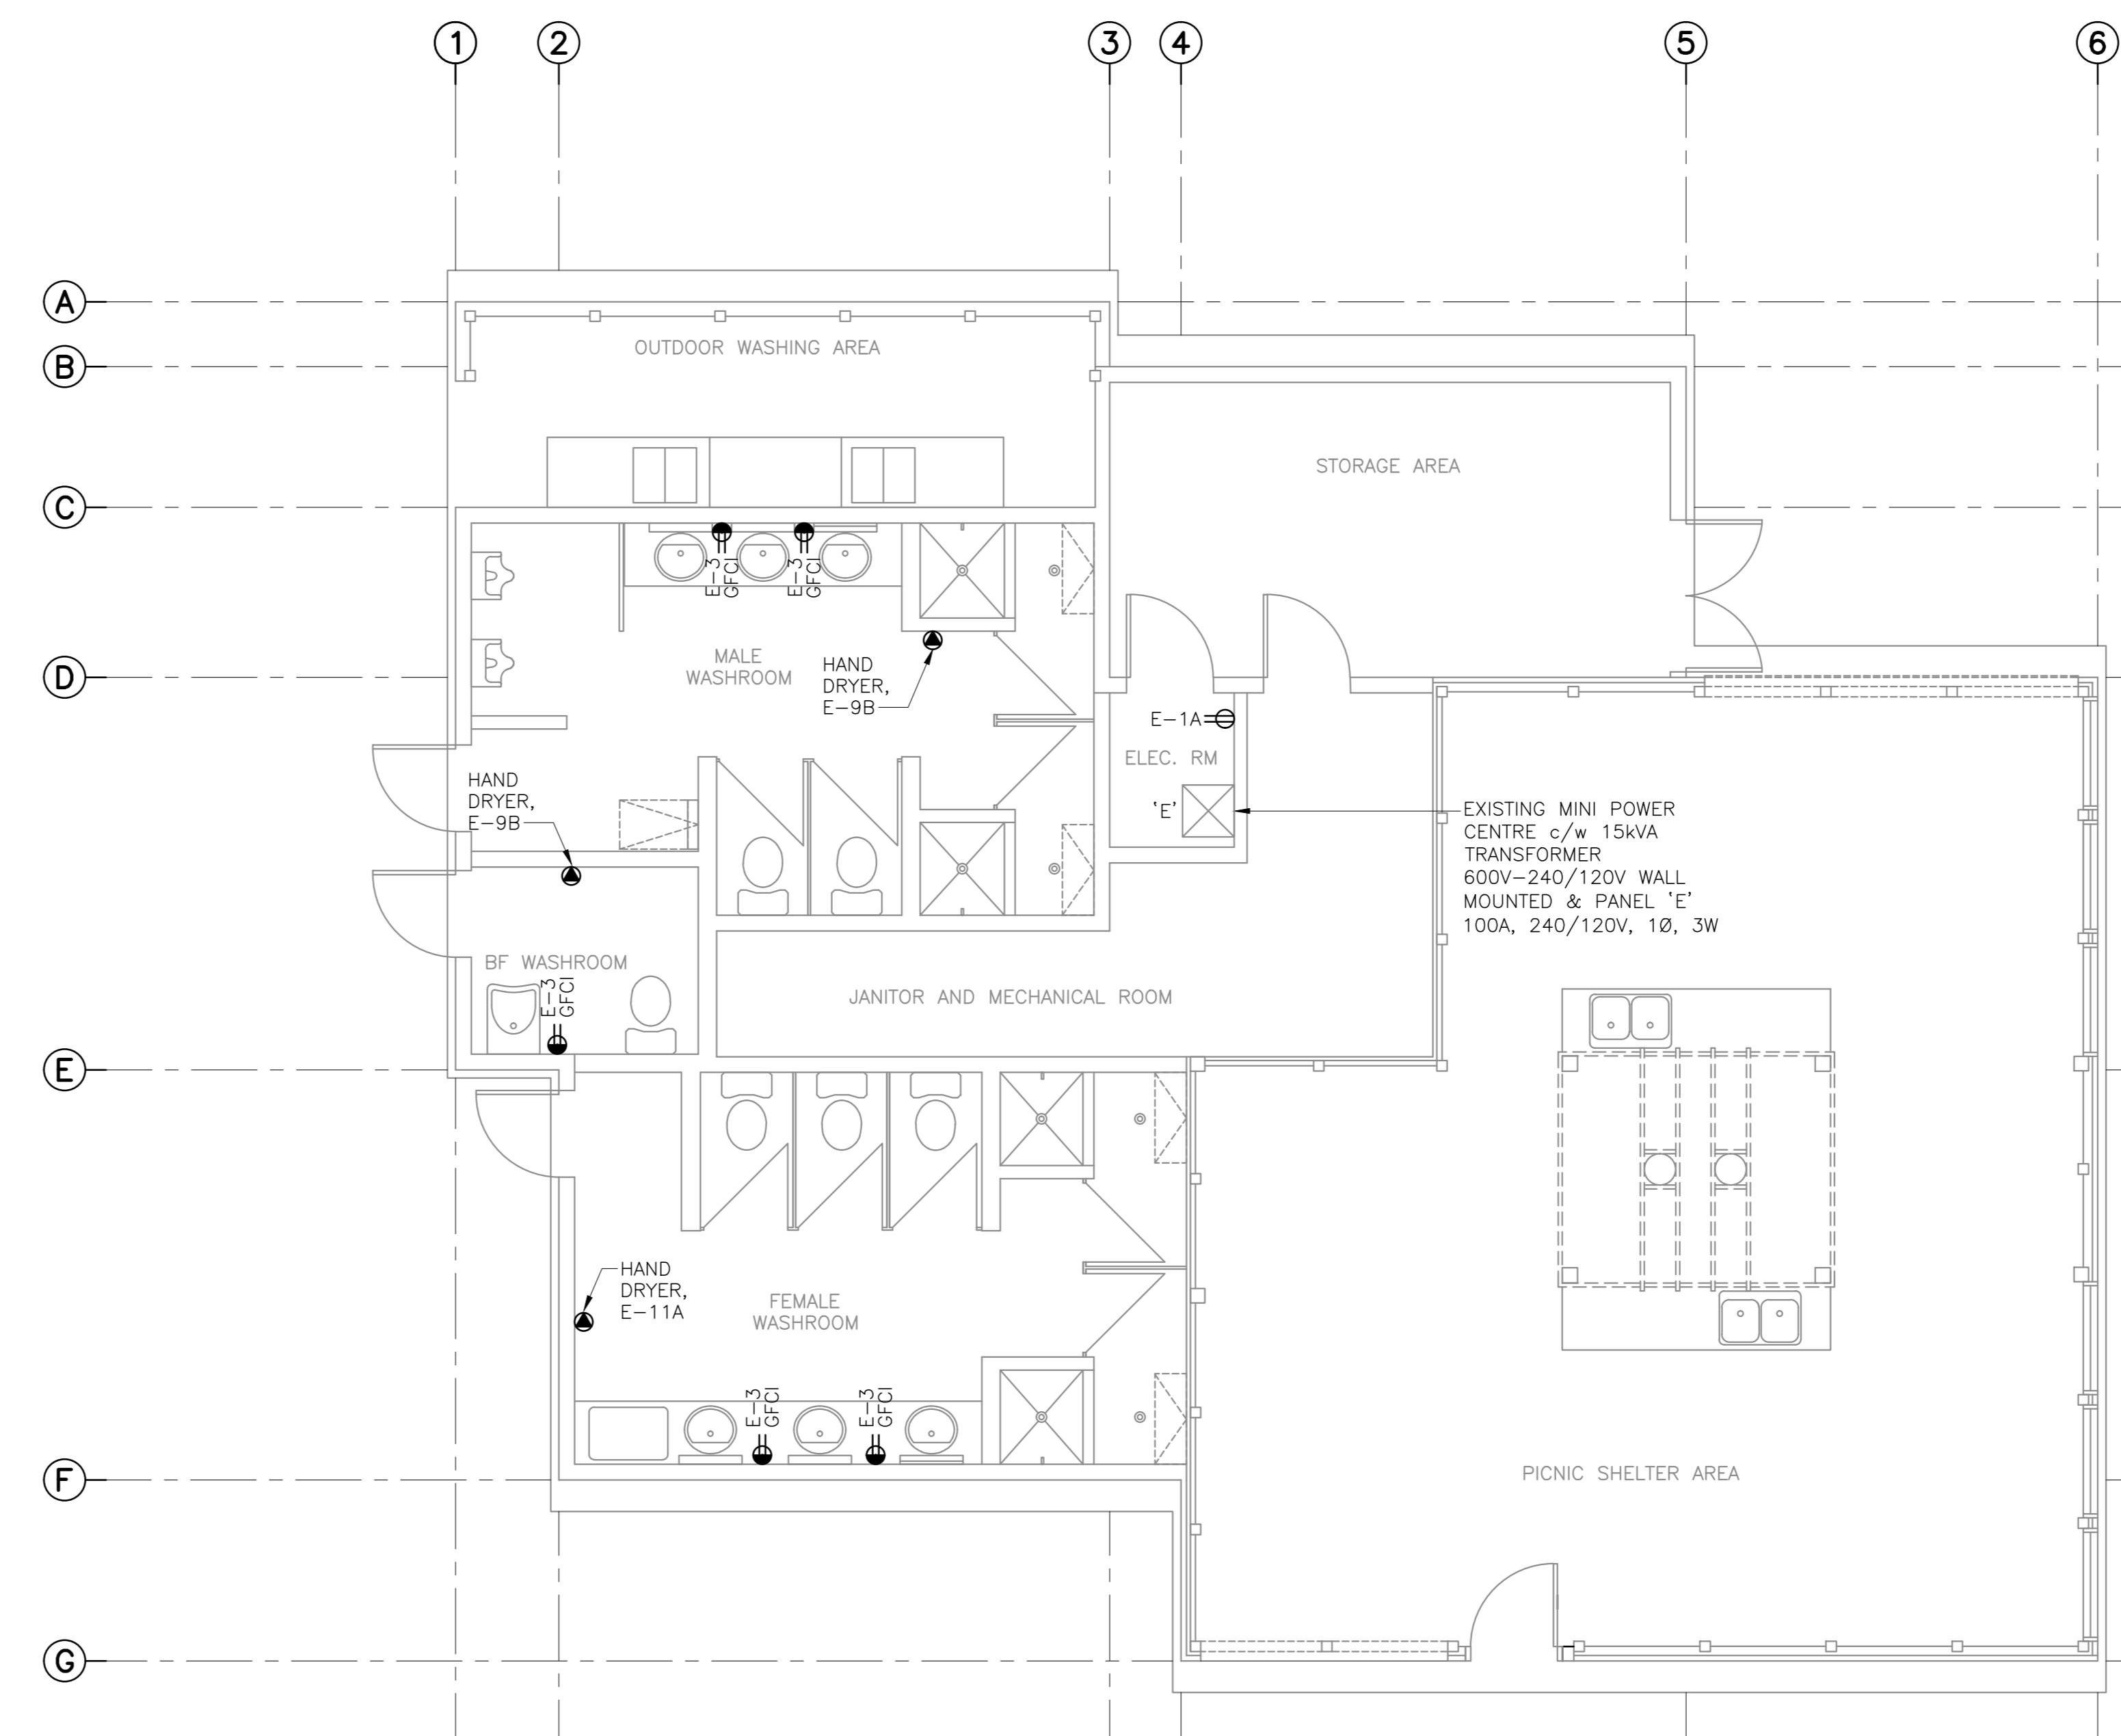 1
2
3
4
5
6
A
B
C
D
E
F
G
OUTDOOR WASHING AREA
STORAGE AREA
E-3
GFCI
E-3
GFCI
MALE
WASHROOM
HAND
DRYER,
E-9B
E-1A
ELEC. RM
'E'
HAND
DRYER,
E-9B
EXISTING MINI POWER
CENTRE c/w 15kVA
TRANSFORMER
600V-240/120V WALL
MOUNTED & PANEL 'E'
100A, 240/120V, 1Ø, 3W
BF WASHROOM
E-3
GFCI
JANITOR AND MECHANICAL ROOM
HAND
DRYER,
E-11A
FEMALE
WASHROOM
E-3
GFCI
E-3
GFCI
PICNIC SHELTER AREA